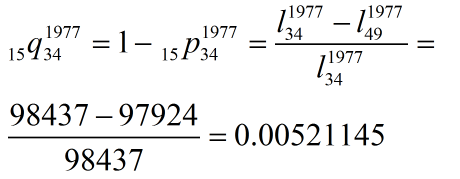 ₁₅q₃₄¹⁹⁷⁷ = 1 − ₁₅p₃₄¹⁹⁷⁷ = (l₃₄¹⁹⁷⁷ − l₄₉¹⁹⁷⁷) / l₃₄¹⁹⁷⁷ =
(98437 − 97924) / 98437 = 0.00521145